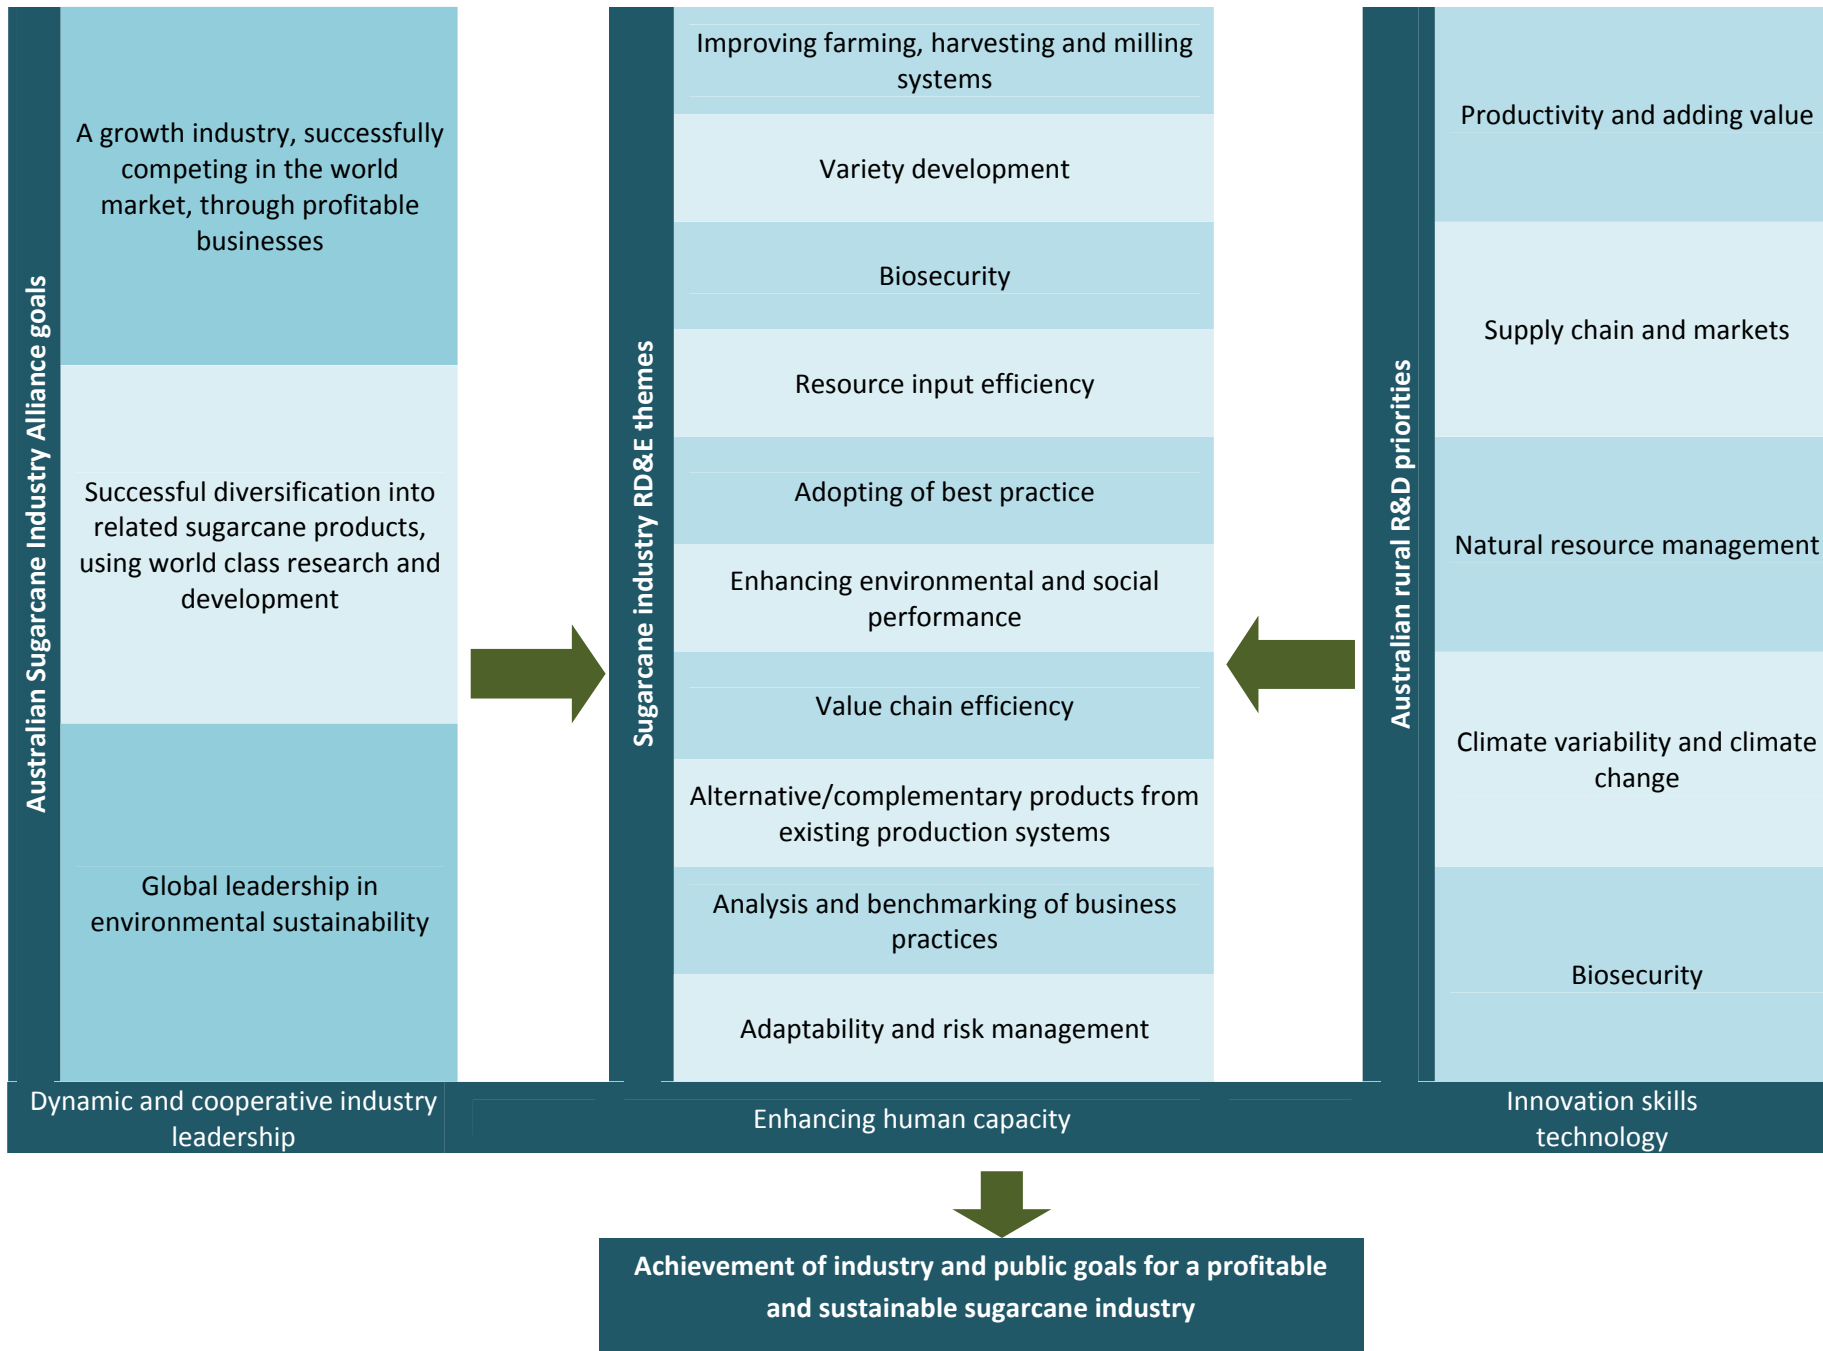 Australian Sugarcane Industry Alliance goals
A growth industry, successfully
competing in the world
market, through profitable
businesses
Successful diversification into
related sugarcane products,
using world class research and
development
Global leadership in
environmental sustainability
Sugarcane industry RD&E themes
Improving farming, harvesting and milling
systems
Variety development
Biosecurity
Resource input efficiency
Adopting of best practice
Enhancing environmental and social
performance
Value chain efficiency
Alternative/complementary products from
existing production systems
Analysis and benchmarking of business
practices
Adaptability and risk management
Australian rural R&D priorities
Productivity and adding value
Supply chain and markets
Natural resource management
Climate variability and climate
change
Biosecurity
Dynamic and cooperative industry
leadership
Enhancing human capacity
Innovation skills
technology
Achievement of industry and public goals for a profitable
and sustainable sugarcane industry